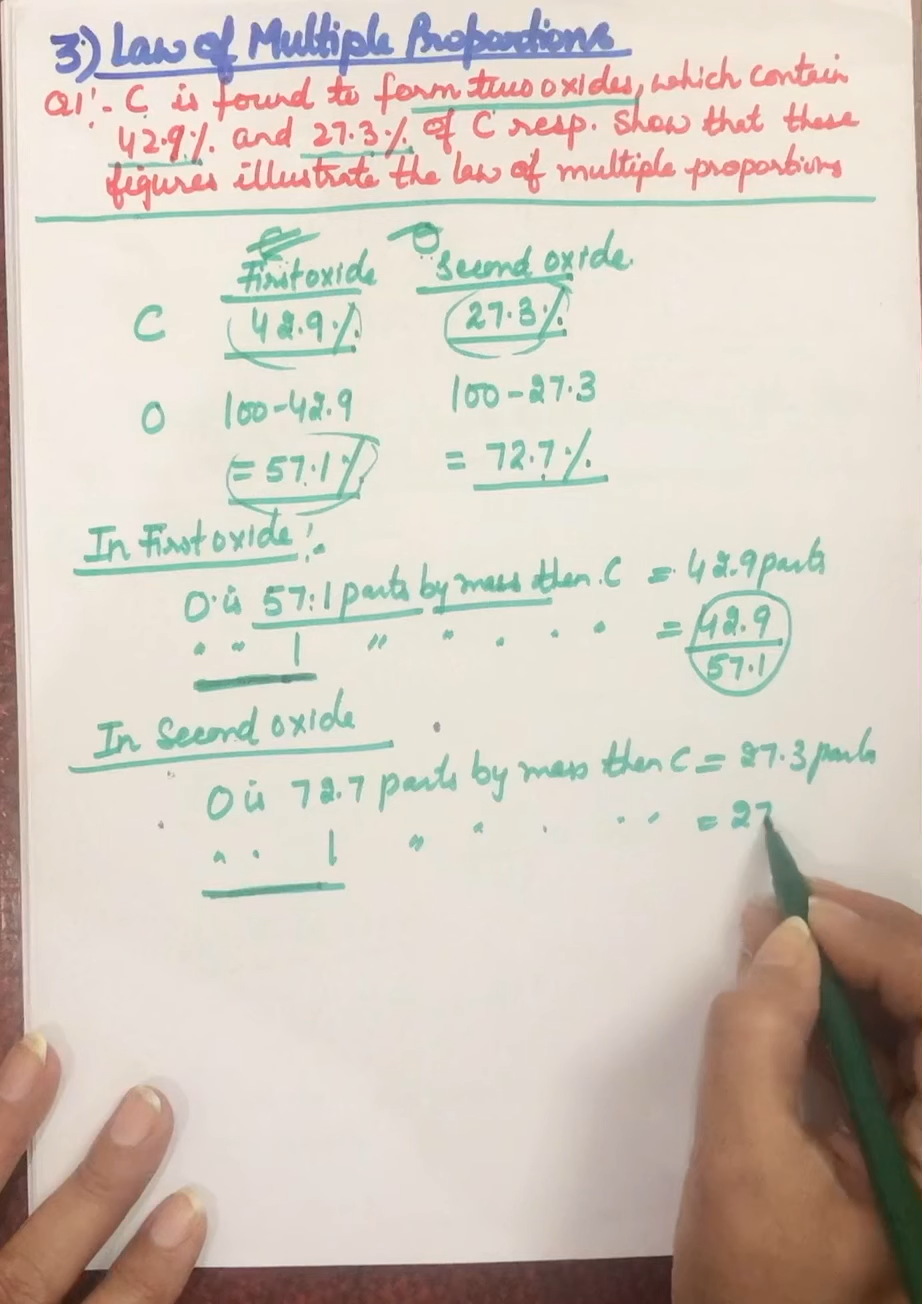 3) Law of Multiple Proportions
Q1:- C is found to form two oxides, which contain
42.9% and 27.3% of C resp. Show that these
figures illustrate the law of multiple proportions
First oxide Second oxide
C 42.9% 27.3%
O 100-42.9 100-27.3
= 57.1% = 72.7%
In First oxide :-
O is 57.1 parts by mass then C = 42.9 parts
" " 1 " " " " " = 42.9/57.1
In Second oxide
O is 72.7 parts by mass then C = 27.3 parts
" " 1 " " " " " = 27